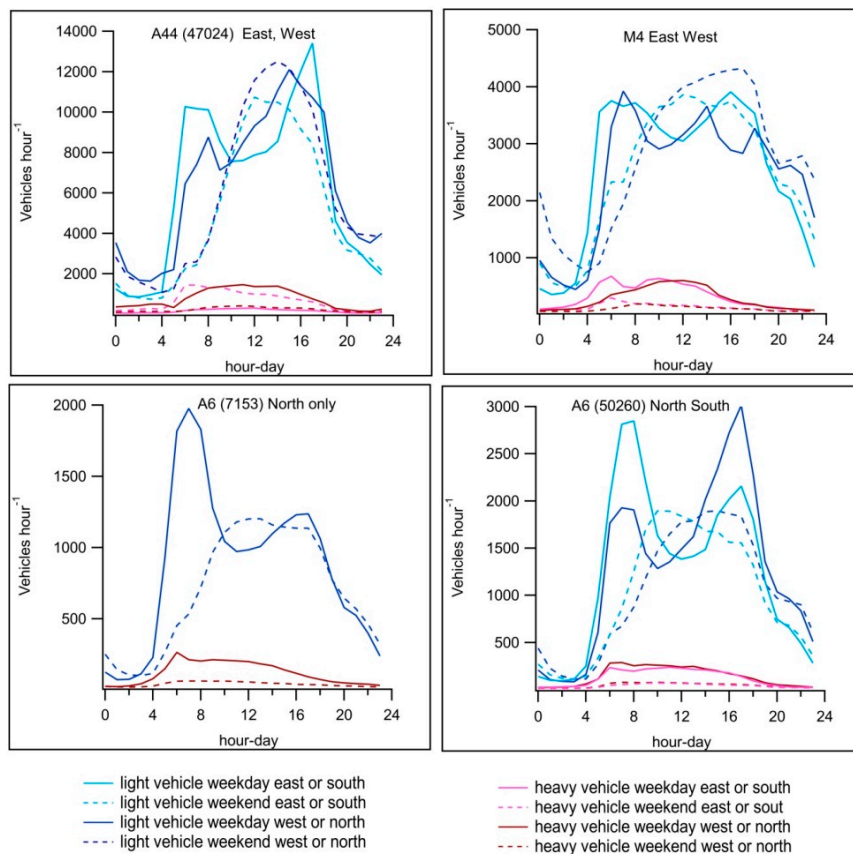 A44 (47024) East, West
14000
12000
10000
8000
6000
4000
2000
Vehicles hour-1
0 4 8 12 16 20 24
hour-day
M4 East West
5000
4000
3000
2000
1000
Vehicles hour-1
0 4 8 12 16 20 24
hour-day
A6 (7153) North only
2000
1500
1000
500
Vehicles hour-1
0 4 8 12 16 20 24
hour-day
A6 (50260) North South
3000
2500
2000
1500
1000
500
Vehicles hour-1
0 4 8 12 16 20 24
hour-day
light vehicle weekday east or south
light vehicle weekend east or south
light vehicle weekday west or north
light vehicle weekend west or north
heavy vehicle weekday east or south
heavy vehicle weekend east or sout
heavy vehicle weekday west or north
heavy vehicle weekend west or north